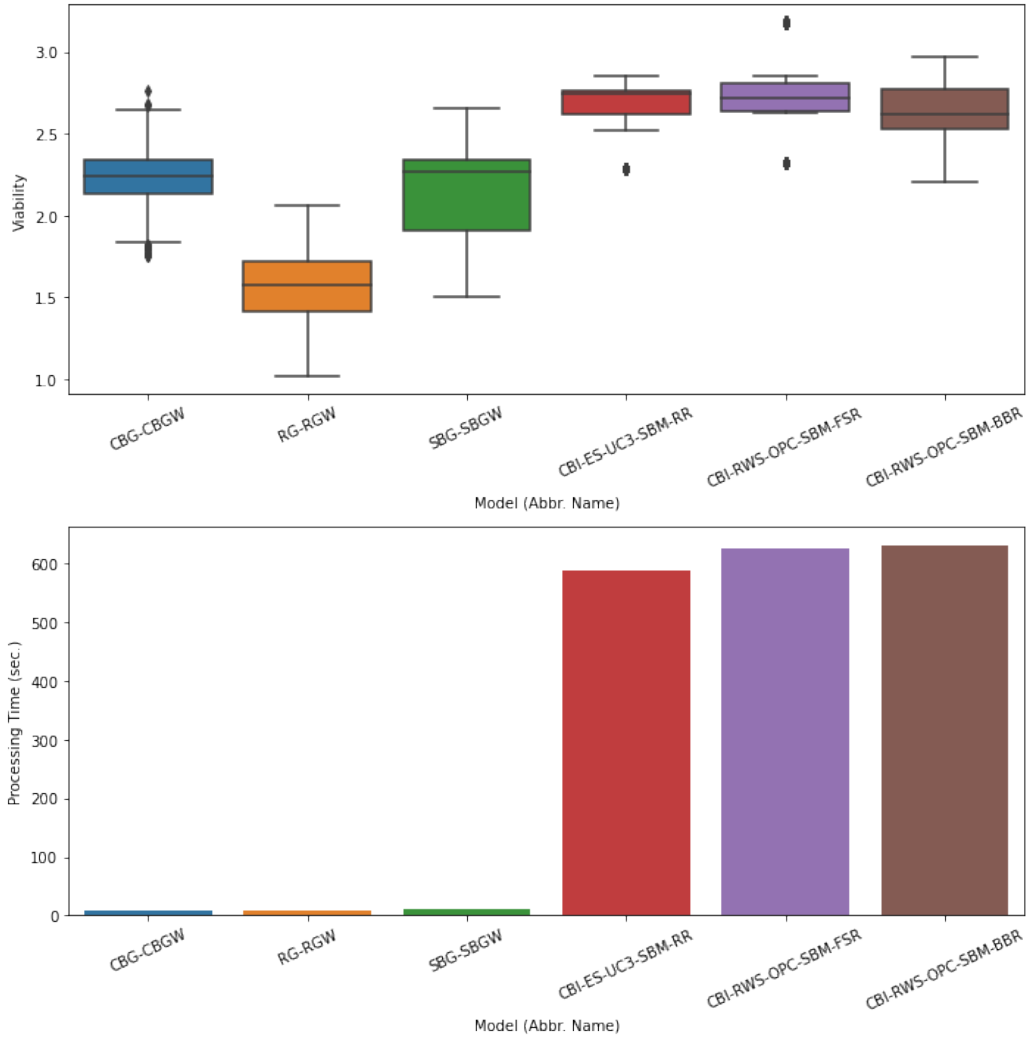 3.0
2.5
2.0
1.5
1.0
Viability
CBG-CBGW
RG-RGW
SBG-SBGW
CBI-ES-UC3-SBM-RR
CBI-RWS-OPC-SBM-FSR
CBI-RWS-OPC-SBM-BBR
Model (Abbr. Name)
600
500
400
300
200
100
0
Processing Time (sec.)
CBG-CBGW
RG-RGW
SBG-SBGW
CBI-ES-UC3-SBM-RR
CBI-RWS-OPC-SBM-FSR
CBI-RWS-OPC-SBM-BBR
Model (Abbr. Name)